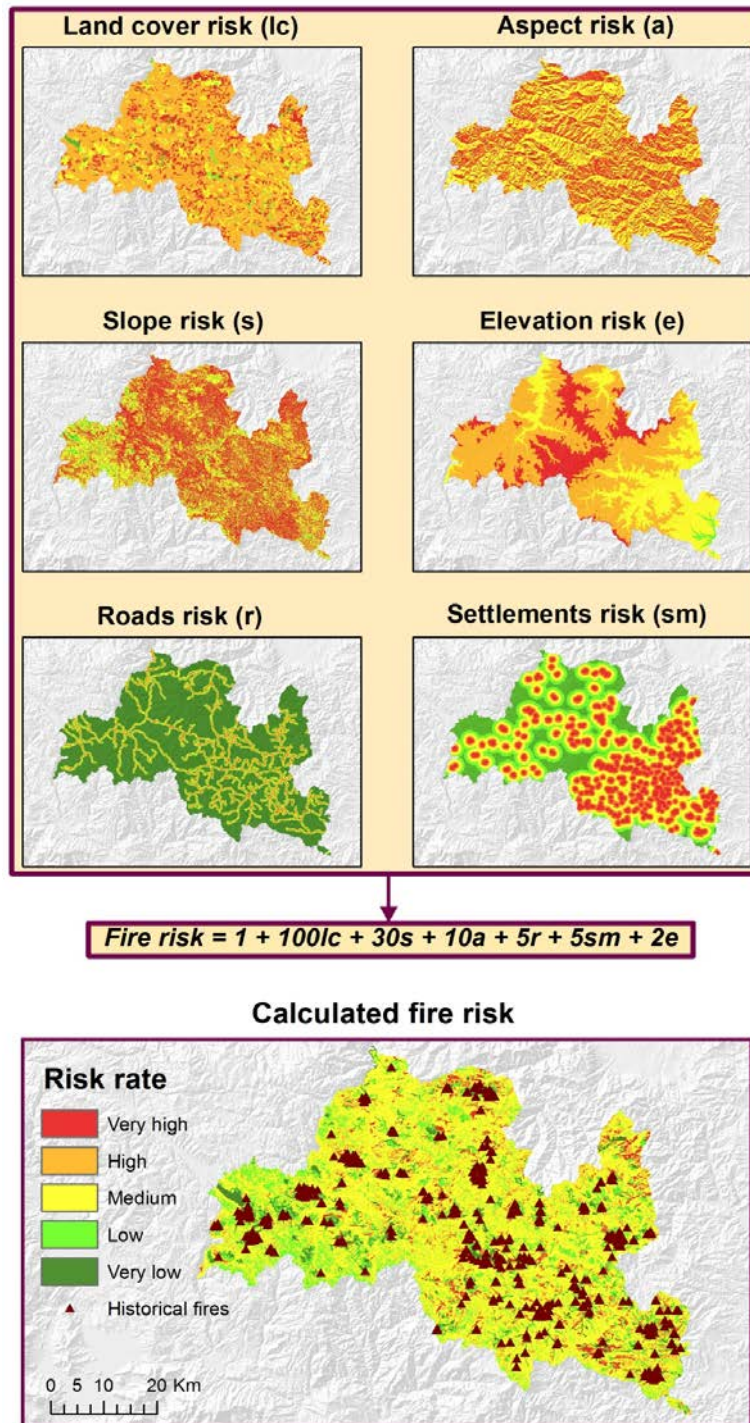 Land cover risk (lc)
Aspect risk (a)
Slope risk (s)
Elevation risk (e)
Roads risk (r)
Settlements risk (sm)
Fire risk = 1 + 100lc + 30s + 10a + 5r + 5sm + 2e
Calculated fire risk
Risk rate
Very high
High
Medium
Low
Very low
Historical fires
0 5 10 20 Km